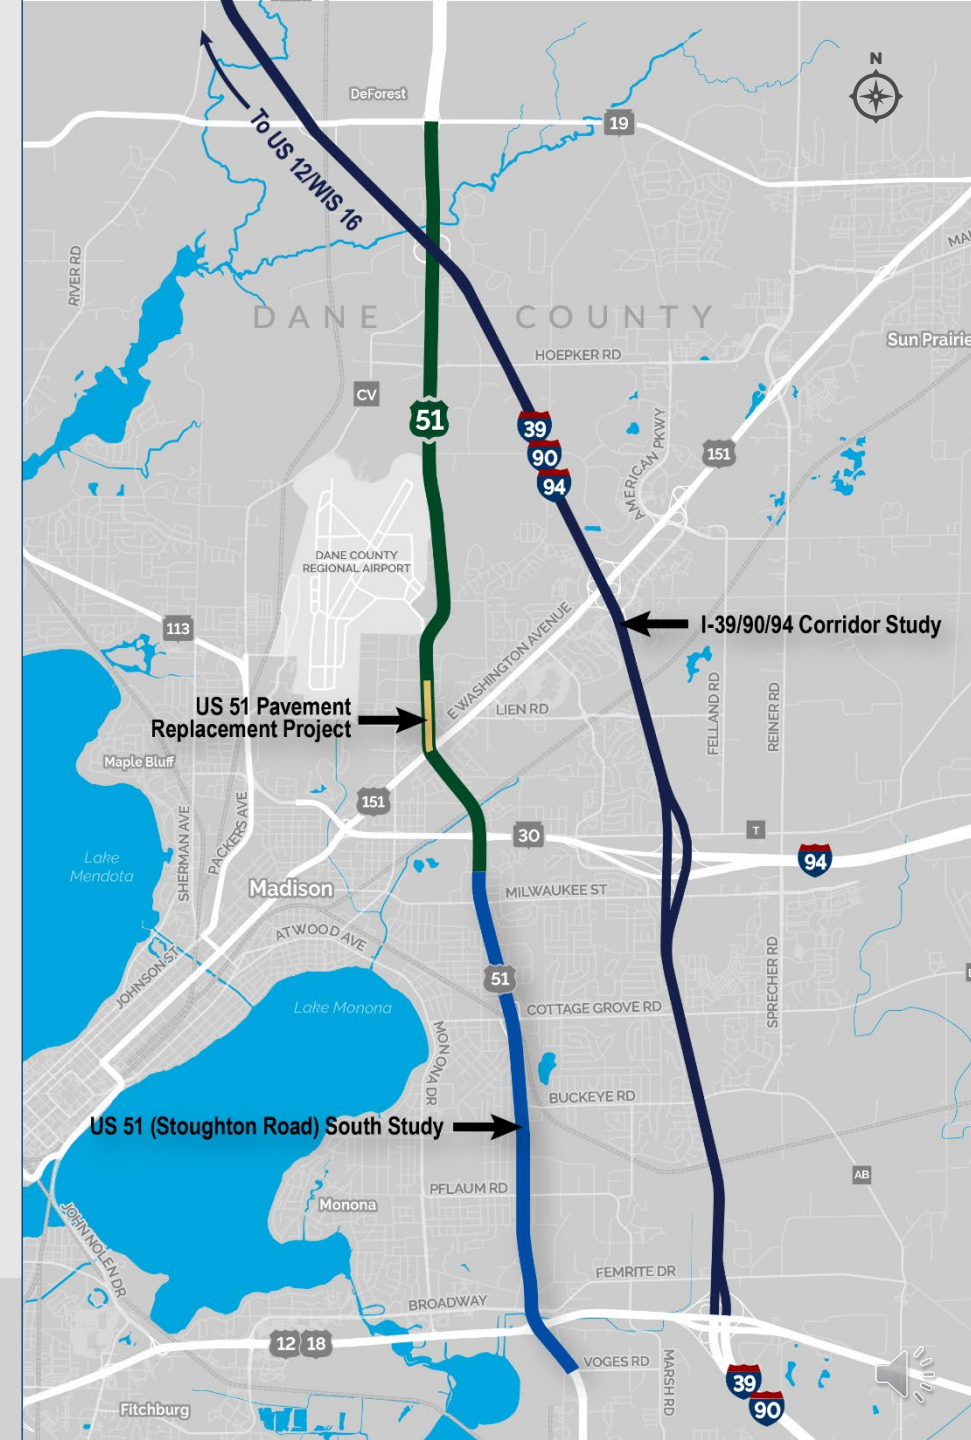 N
DeForest
19
To US 12/WIS 16
RIVER RD
DANE COUNTY
Sun Prairie
HOEPKER RD
CV
51
39
90
94
AMERICAN PKWY
151
DANE COUNTY
REGIONAL AIRPORT
113
E WASHINGTON AVENUE
I-39/90/94 Corridor Study
US 51 Pavement
Replacement Project
LIEN RD
FELLAND RD
REINER RD
Maple Bluff
151
SHERMAN AVE
PACKERS AVE
30
T
94
Lake
Mendota
Madison
MILWAUKEE ST
ATWOOD AVE
JOHNSON ST
51
SPRECHER RD
Lake Monona
COTTAGE GROVE RD
MONONA DR
BUCKEYE RD
US 51 (Stoughton Road) South Study
AB
PFLAUM RD
Monona
JOHN NOLEN DR
FEMRITE DR
BROADWAY
12 18
VOGES RD
MARSH RD
39
90
Fitchburg